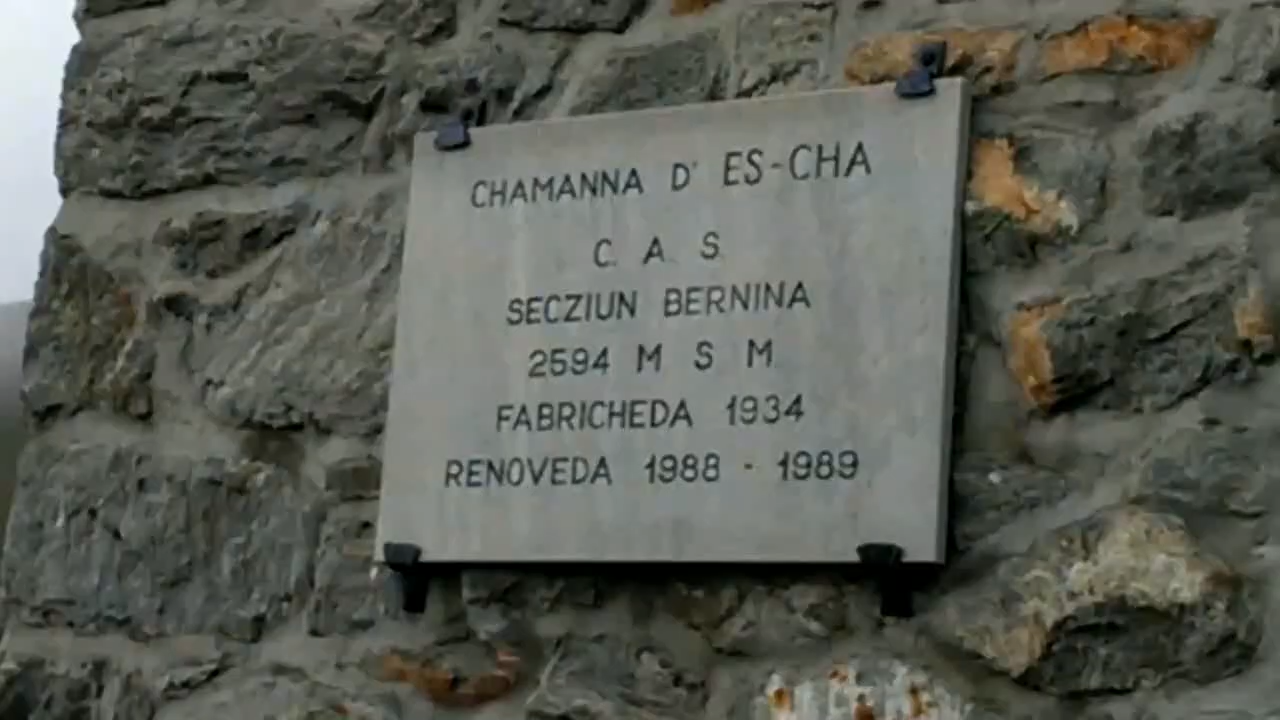 CHAMANNA D' ES-CHA
C. A. S.
SECZIUN BERNINA
2594 M S M
FABRICHEDA 1934
RENOVEDA 1988 - 1989